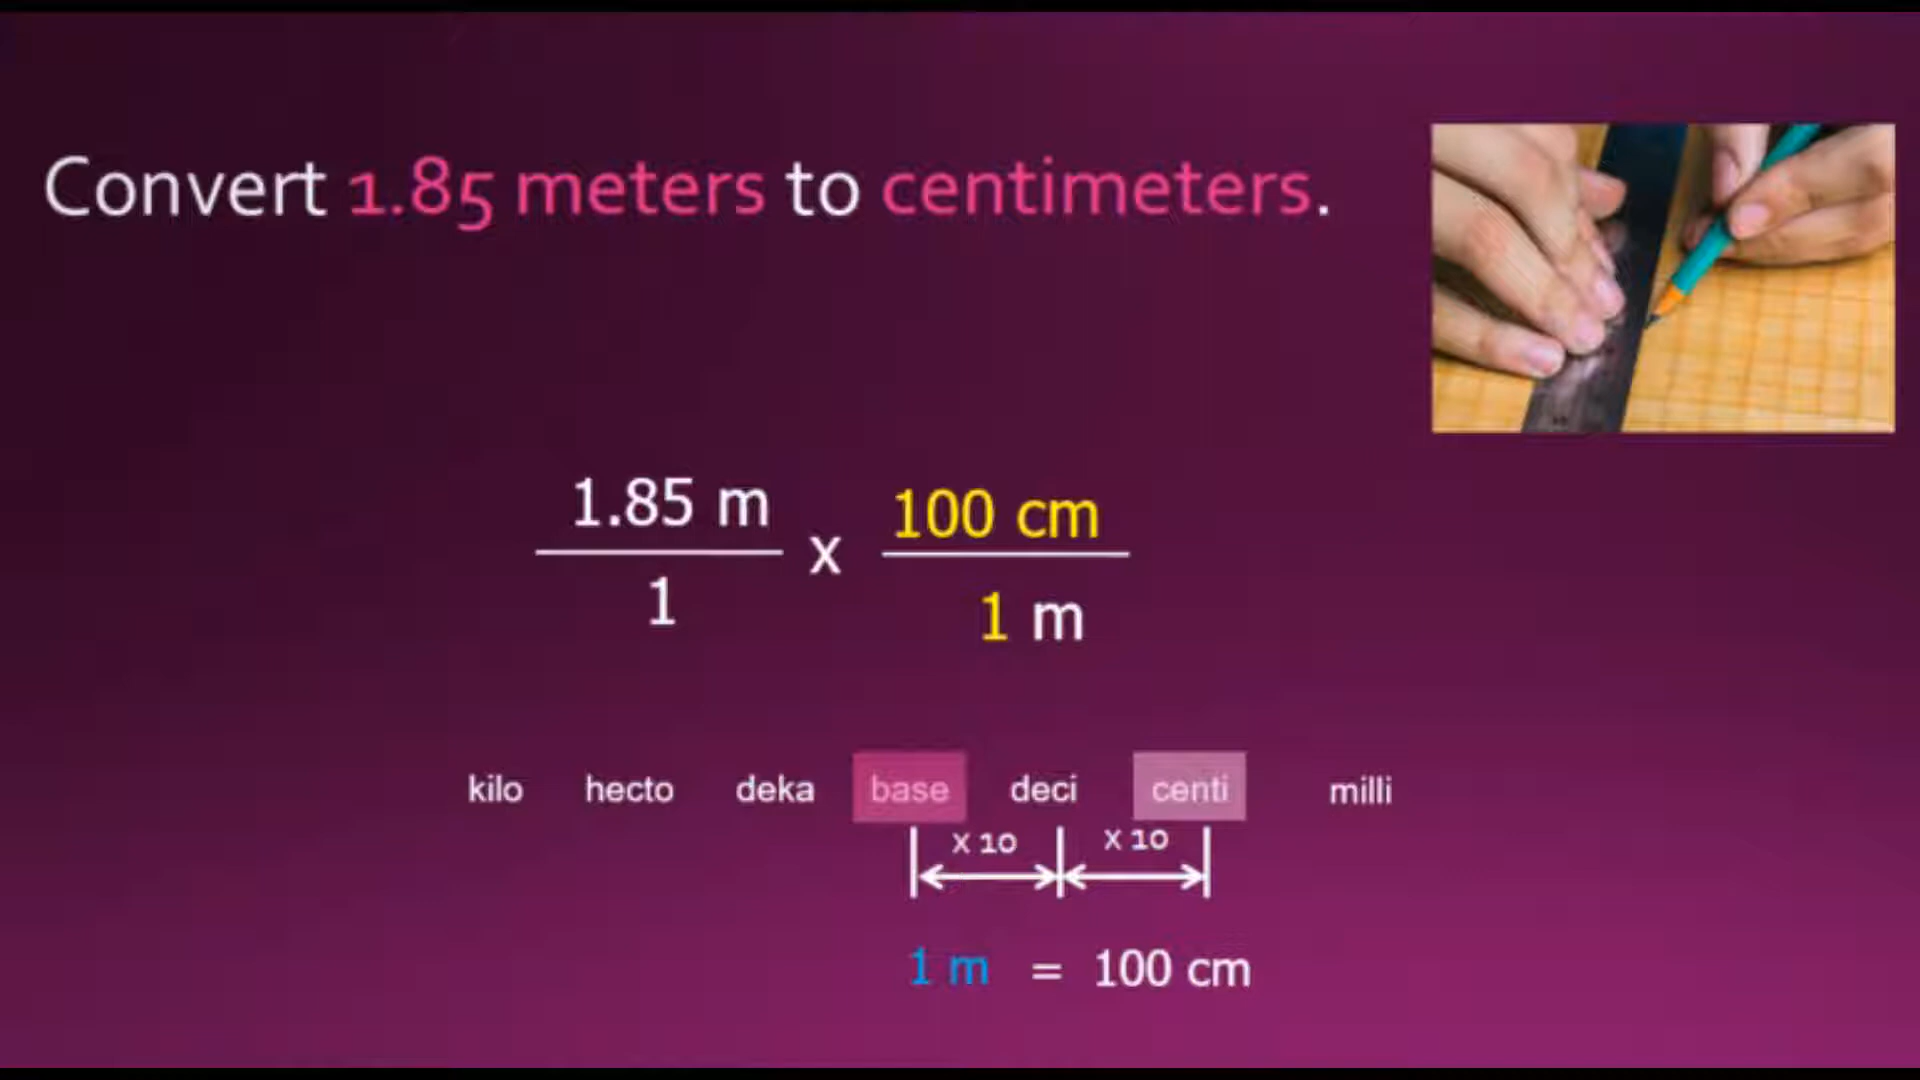 Convert 1.85 meters to centimeters.
1.85 m
1
x
100 cm
1 m
kilo hecto deka base deci centi milli
x 10 x 10
1 m = 100 cm